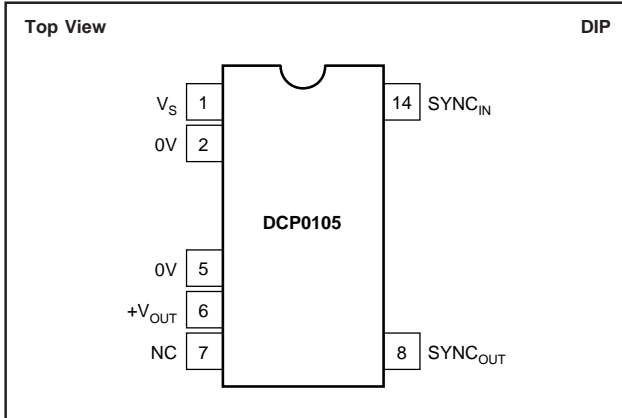 Top View DIP
V_S 1 14 SYNC_IN
0V 2
DCP0105
0V 5
+V_OUT 6
NC 7 8 SYNC_OUT